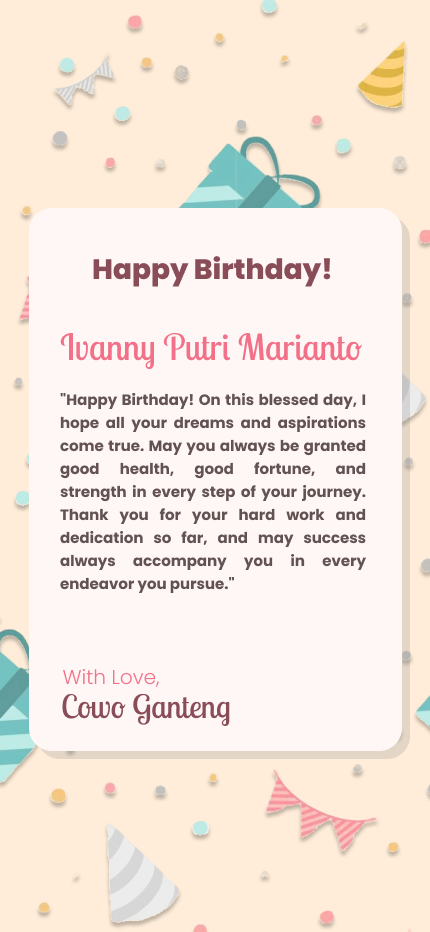 Happy Birthday!
Ivanny Putri Marianto
"Happy Birthday! On this blessed day, I
hope all your dreams and aspirations
come true. May you always be granted
good health, good fortune, and
strength in every step of your journey.
Thank you for your hard work and
dedication so far, and may success
always accompany you in every
endeavor you pursue."
With Love,
Cowo Ganteng